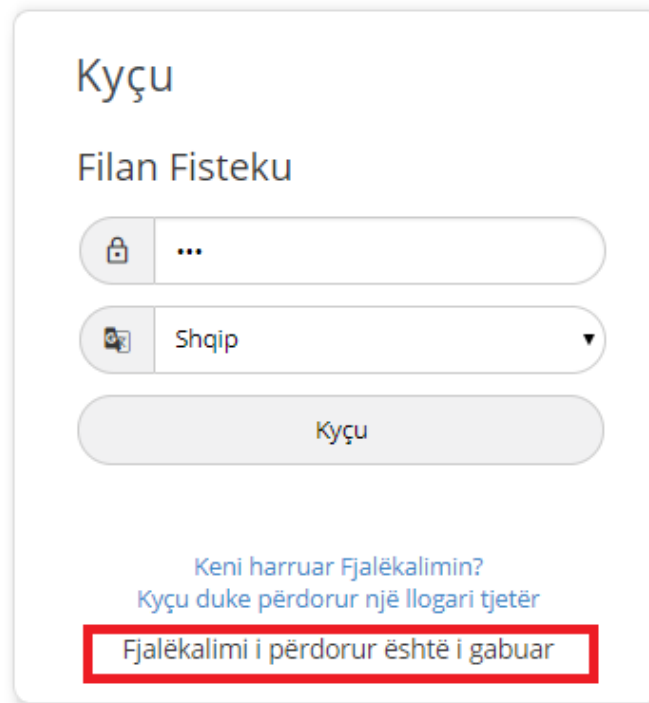 Kyçu
Filan Fisteku
•••
Shqip
Kyçu
Keni harruar Fjalëkalimin?
Kyçu duke përdorur një llogari tjetër
Fjalëkalimi i përdorur është i gabuar